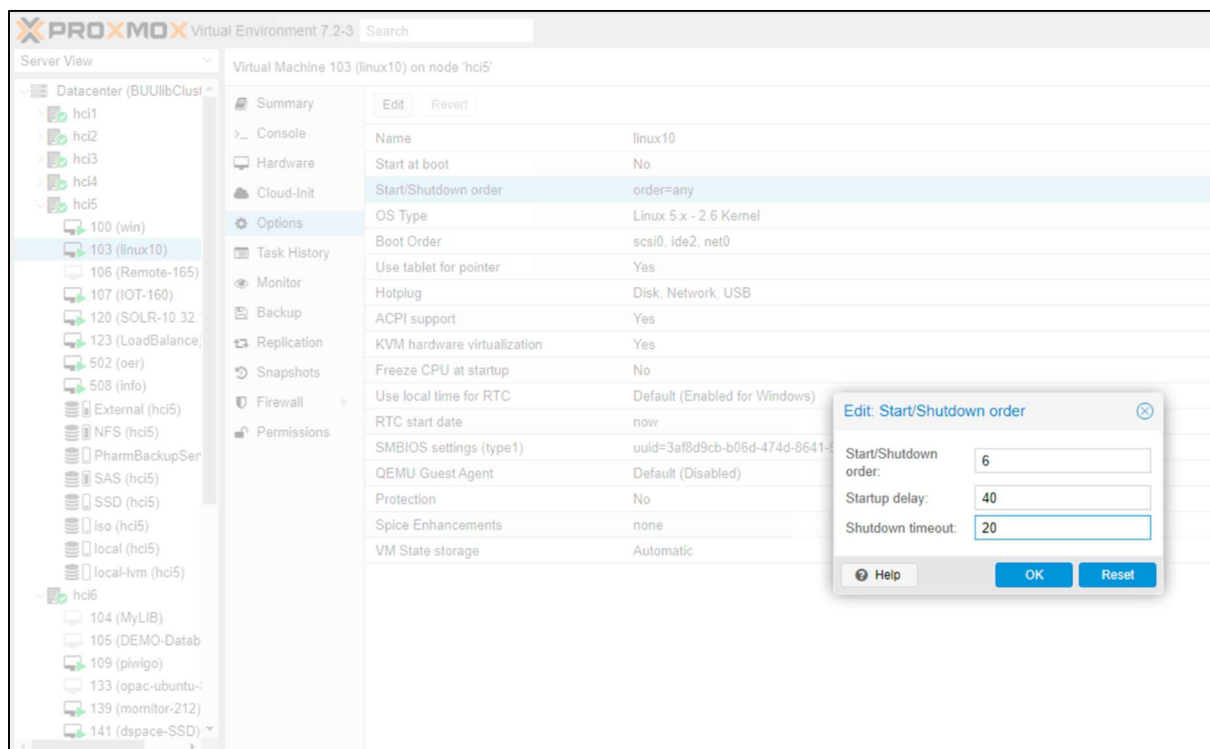 PROXMOX Virtual Environment 7.2-3 Search
Server View
Datacenter (BUUlibClust
hci1
hci2
hci3
hci4
hci5
100 (win)
103 (linux10)
106 (Remote-165)
107 (IOT-160)
120 (SOLR-10.32.
123 (LoadBalance)
502 (oer)
508 (info)
External (hci5)
NFS (hci5)
PharmBackupSer
SAS (hci5)
SSD (hci5)
iso (hci5)
local (hci5)
local-lvm (hci5)
hci6
104 (MyLIB)
105 (DEMO-Datab
109 (piwigo)
133 (opac-ubuntu-
139 (mornitor-212)
141 (dspace-SSD)
Virtual Machine 103 (linux10) on node 'hci5'
Summary
Console
Hardware
Cloud-Init
Options
Task History
Monitor
Backup
Replication
Snapshots
Firewall
Permissions
Edit Revert
Name linux10
Start at boot No
Start/Shutdown order order=any
OS Type Linux 5.x - 2.6 Kernel
Boot Order scsi0, ide2, net0
Use tablet for pointer Yes
Hotplug Disk, Network, USB
ACPI support Yes
KVM hardware virtualization Yes
Freeze CPU at startup No
Use local time for RTC Default (Enabled for Windows)
RTC start date now
SMBIOS settings (type1) uuid=3af8d9cb-b06d-474d-8641-
QEMU Guest Agent Default (Disabled)
Protection No
Spice Enhancements none
VM State storage Automatic
Edit: Start/Shutdown order
Start/Shutdown
order: 6
Startup delay: 40
Shutdown timeout: 20
Help OK Reset